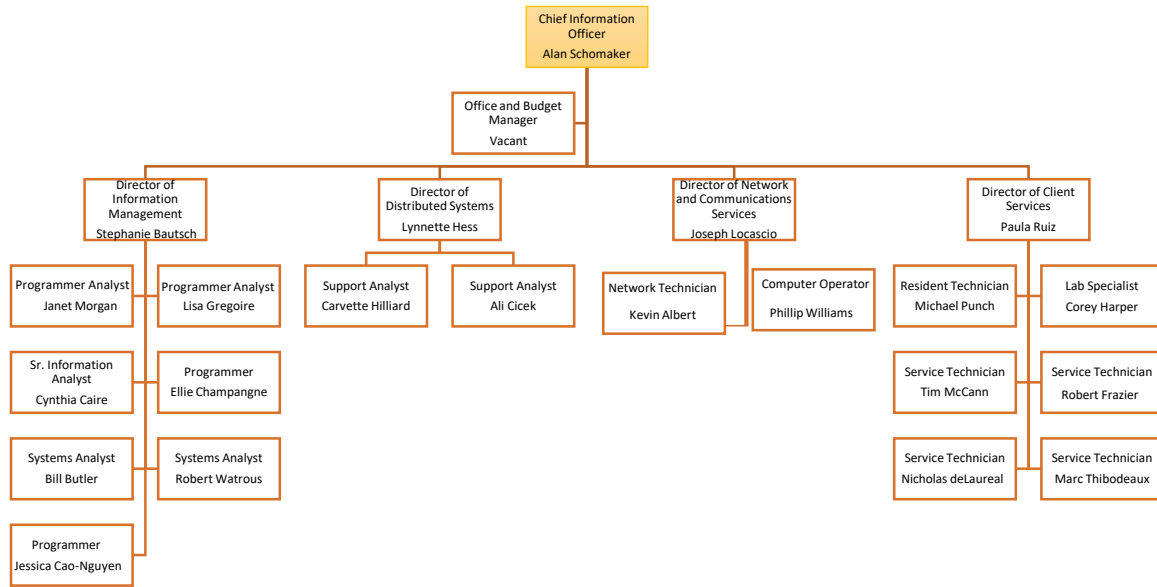 Chief Information
Officer
Alan Schomaker
Office and Budget
Manager
Vacant
Director of
Information
Management
Stephanie Bautsch
Director of
Distributed Systems
Lynnette Hess
Director of Network
and Communications
Services
Joseph Locascio
Director of Client
Services
Paula Ruiz
Programmer Analyst
Janet Morgan
Programmer Analyst
Lisa Gregoire
Sr. Information
Analyst
Cynthia Caire
Programmer
Ellie Champangne
Systems Analyst
Bill Butler
Systems Analyst
Robert Watrous
Programmer
Jessica Cao-Nguyen
Support Analyst
Carvette Hilliard
Support Analyst
Ali Cicek
Network Technician
Kevin Albert
Computer Operator
Phillip Williams
Resident Technician
Michael Punch
Lab Specialist
Corey Harper
Service Technician
Tim McCann
Service Technician
Robert Frazier
Service Technician
Nicholas deLaureal
Service Technician
Marc Thibodeaux